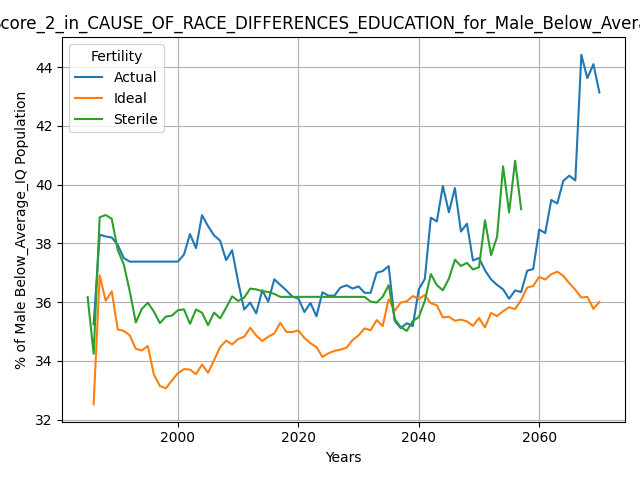 core_2_in_CAUSE_OF_RACE_DIFFERENCES_EDUCATION_for_Male_Below_Avera
Fertility
Actual
Ideal
Sterile
% of Male Below_Average_IQ Population
44
42
40
38
36
34
32
2000
2020
2040
2060
Years